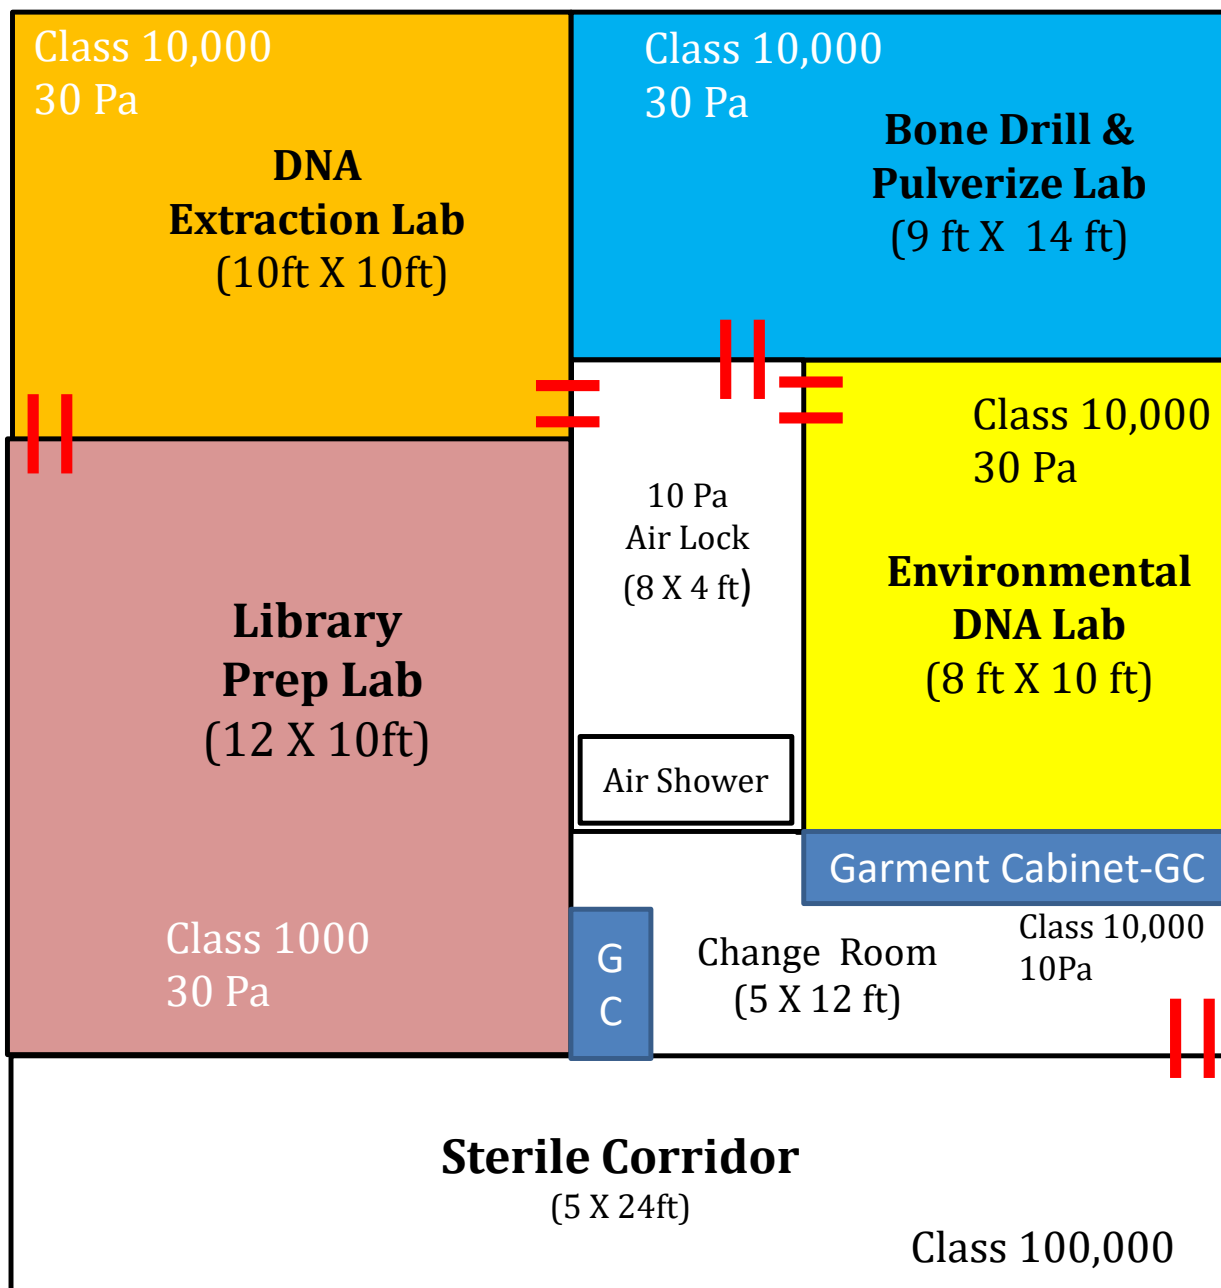 Class 10,000
30 Pa
DNA
Extraction Lab
(10ft X 10ft)
Class 10,000
30 Pa
Bone Drill &
Pulverize Lab
(9 ft X 14 ft)
10 Pa
Air Lock
(8 X 4 ft)
Air Shower
Class 10,000
30 Pa
Environmental
DNA Lab
(8 ft X 10 ft)
Library
Prep Lab
(12 X 10ft)
Class 1000
30 Pa
Garment Cabinet-GC
G
C
Change Room
(5 X 12 ft)
Class 10,000
10Pa
Sterile Corridor
(5 X 24ft)
Class 100,000